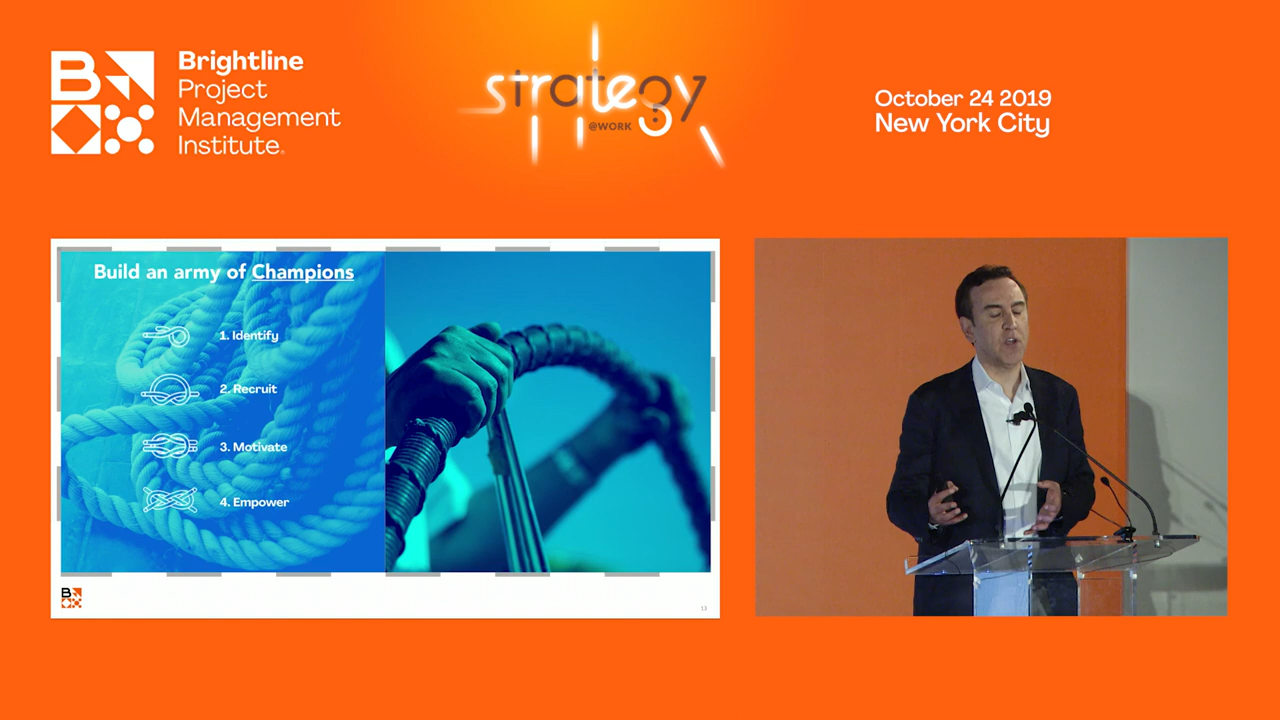 Brightline
Project
Management
Institute.
strategy
@WORK
October 24 2019
New York City
Build an army of Champions
1. Identify
2. Recruit
3. Motivate
4. Empower
B
B
13